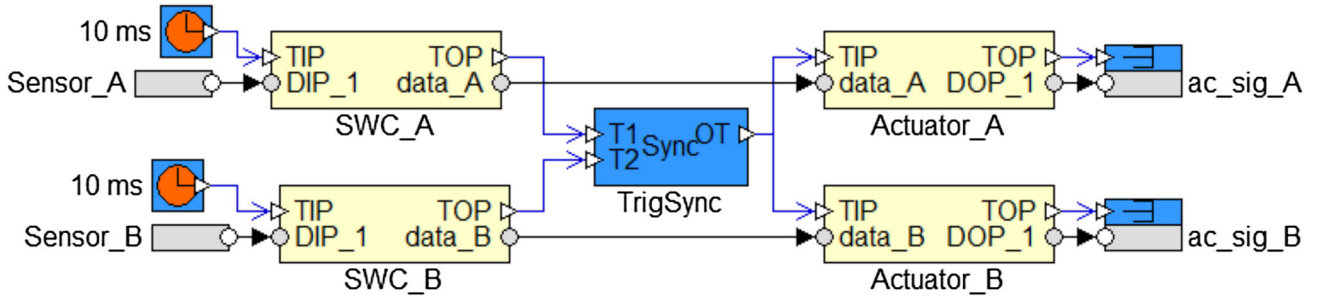 10 ms
TIP TOP
Sensor_A DIP_1 data_A
SWC_A
TIP TOP
data_A DOP_1 ac_sig_A
Actuator_A
T1 Sync OT
T2
TrigSync
10 ms
TIP TOP
Sensor_B DIP_1 data_B
SWC_B
TIP TOP
data_B DOP_1 ac_sig_B
Actuator_B